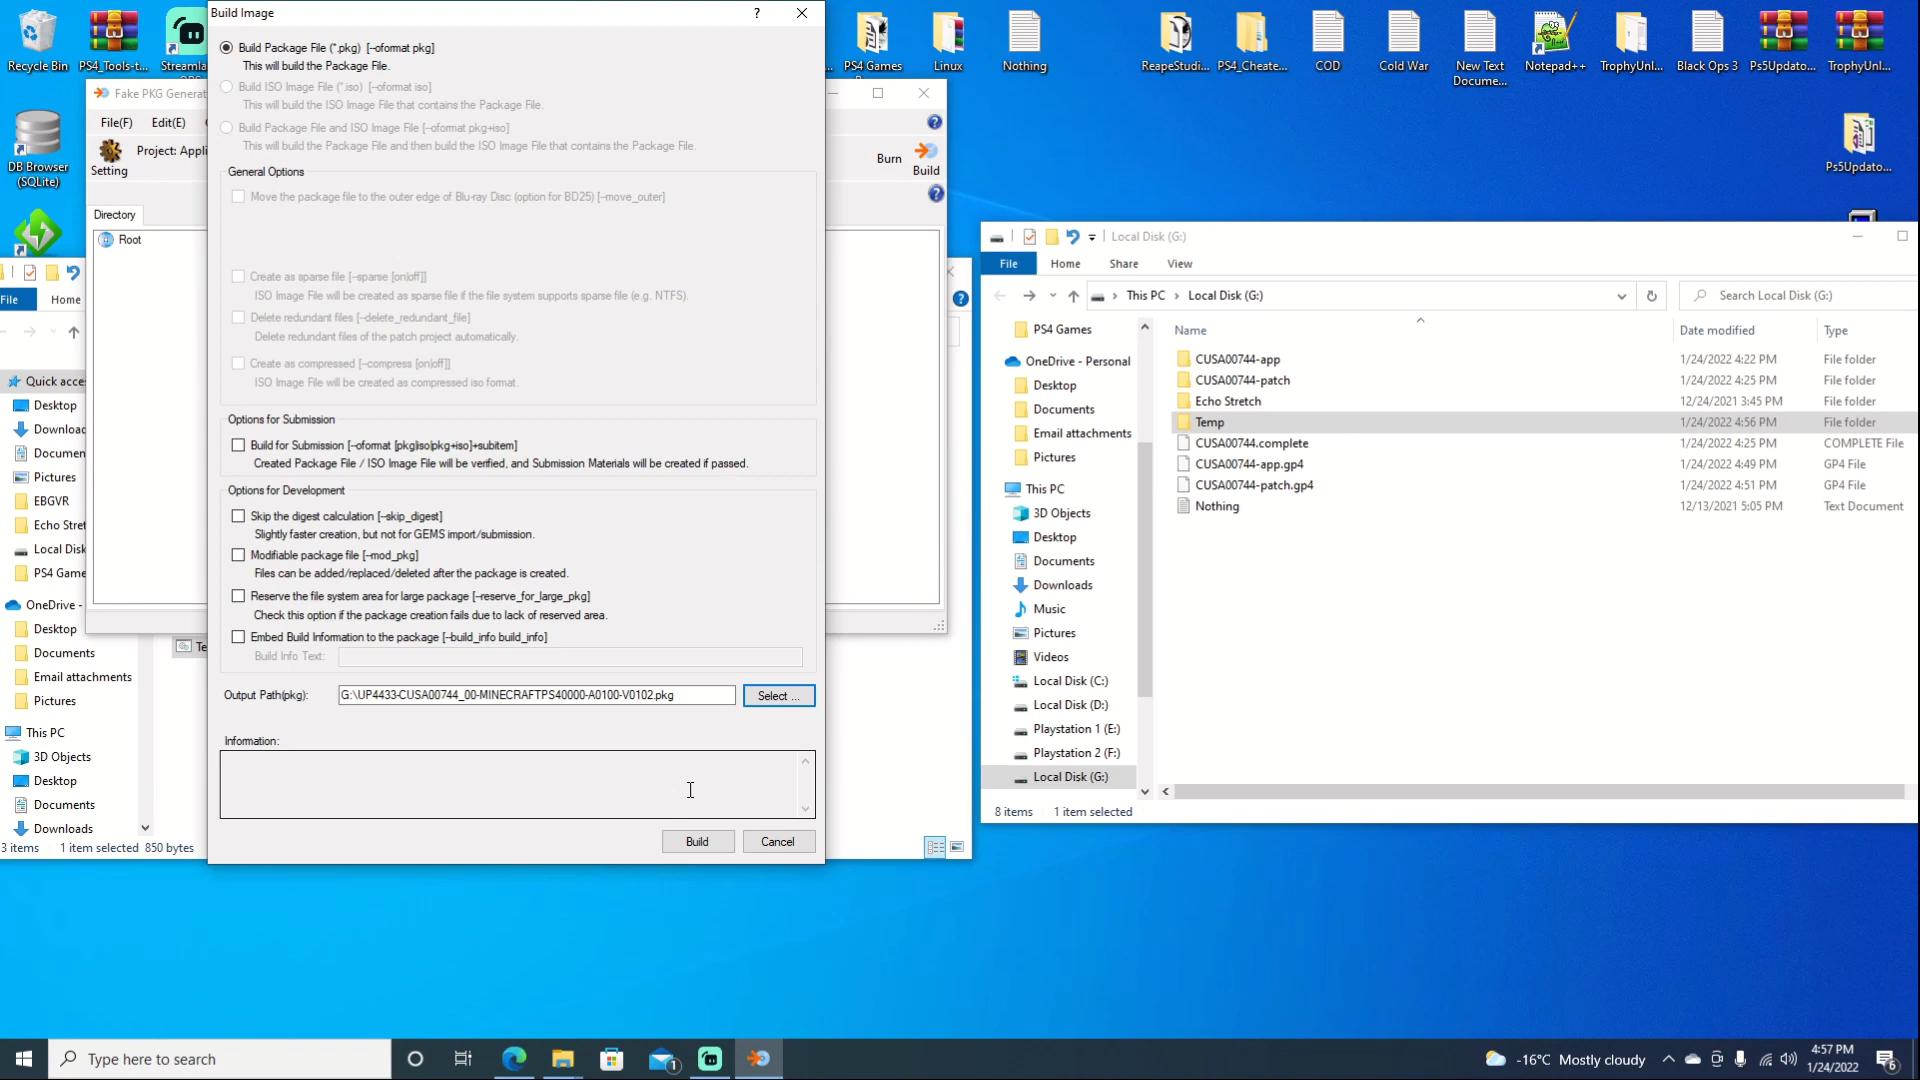 Build Image
?
Build Package File (*.pkg) [--oformat pkg]
This will build the Package File.
Build ISO Image File (*.iso) [--oformat iso]
This will build the ISO Image File that contains the Package File.
Build Package File and ISO Image File [--oformat pkg+iso]
This will build the Package File and then build the ISO Image File that contains the Package File.
General Options
Move the package file to the outer edge of Blu-ray Disc (option for BD25) [--move_outer]
Create as sparse file [--sparse [on|off]]
ISO Image File will be created as sparse file if the file system supports sparse file (e.g. NTFS).
Delete redundant files [--delete_redundant_file]
Delete redundant files of the patch project automatically.
Create as compressed [--compress [on|off]]
ISO Image File will be created as compressed iso format.
Options for Submission
Build for Submission [--oformat [pkg|iso|pkg+iso]+subitem]
Created Package File / ISO Image File will be verified, and Submission Materials will be created if passed.
Options for Development
Skip the digest calculation [--skip_digest]
Slightly faster creation, but not for GEMS import/submission.
Modifiable package file [--mod_pkg]
Files can be added/replaced/deleted after the package is created.
Reserve the file system area for large package [--reserve_for_large_pkg]
Check this option if the package creation fails due to lack of reserved area.
Embed Build Information to the package [--build_info build_info]
Build Info Text:
Output Path(pkg):
G:\UP4433-CUSA00744_00-MINECRAFTPS40000-A0100-V0102.pkg
Select ...
Information:
Build
Cancel
Recycle Bin
PS4_Tools-t...
Streamla
DB Browser
(SQLite)
PS4 Games
Linux
Nothing
ReapeStudi...
PS4_Cheate...
COD
Cold War
New Text
Docume...
Notepad++
TrophyUnl...
Black Ops 3
Ps5Updato...
TrophyUnl...
Ps5Updato...
Fake PKG Generat
File(F)
Edit(E)
Setting
Project: Appli
Burn
Build
Directory
Root
File
Home
Quick acce
Desktop
Downloa
Documen
Pictures
EBGVR
Echo Stre
Local Disk
PS4 Game
OneDrive -
Desktop
Documents
Email attachments
Pictures
This PC
3D Objects
Desktop
Documents
Downloads
Te
3 items
1 item selected
850 bytes
Local Disk (G:)
File
Home
Share
View
This PC
Local Disk (G:)
Search Local Disk (G:)
PS4 Games
OneDrive - Personal
Desktop
Documents
Email attachments
Pictures
This PC
3D Objects
Desktop
Documents
Downloads
Music
Pictures
Videos
Local Disk (C:)
Local Disk (D:)
Playstation 1 (E:)
Playstation 2 (F:)
Local Disk (G:)
Name
Date modified
Type
CUSA00744-app
1/24/2022 4:22 PM
File folder
CUSA00744-patch
1/24/2022 4:25 PM
File folder
Echo Stretch
12/24/2021 3:45 PM
File folder
Temp
1/24/2022 4:56 PM
File folder
CUSA00744.complete
1/24/2022 4:25 PM
COMPLETE File
CUSA00744-app.gp4
1/24/2022 4:49 PM
GP4 File
CUSA00744-patch.gp4
1/24/2022 4:51 PM
GP4 File
Nothing
12/13/2021 5:05 PM
Text Document
8 items
1 item selected
Type here to search
1
-16°C
Mostly cloudy
4:57 PM
1/24/2022
6